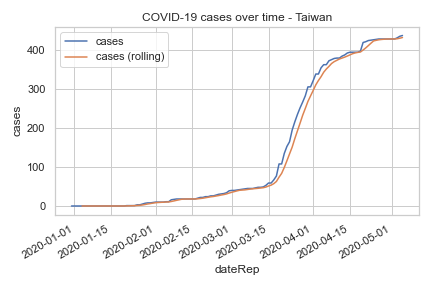 COVID-19 cases over time - Taiwan
cases
cases (rolling)
400
300
200
100
0
cases
2020-01-01
2020-01-15
2020-02-01
2020-02-15
2020-03-01
2020-03-15
2020-04-01
2020-04-15
2020-05-01
dateRep